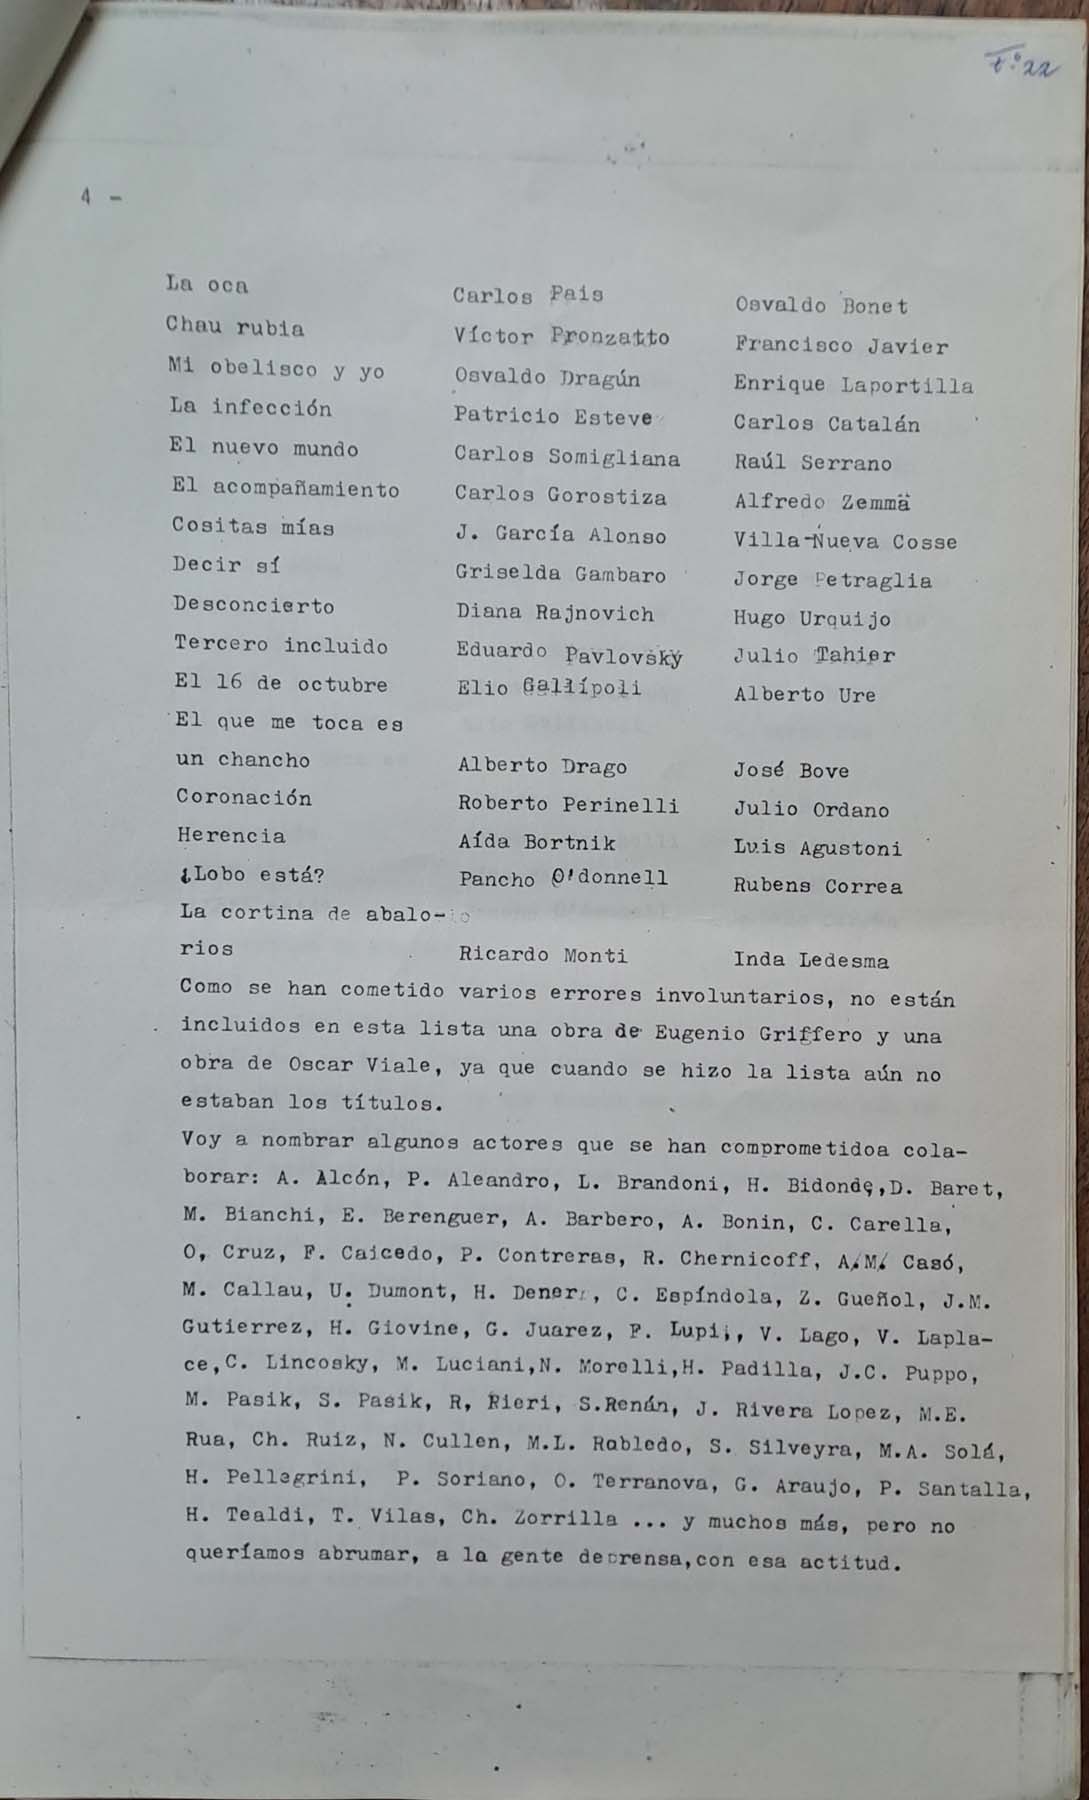 Fº 22
4 -
La oca Carlos Pais Osvaldo Bonet
Chau rubia Víctor Pronzatto Francisco Javier
Mi obelisco y yo Osvaldo Dragún Enrique Laportilla
La infección Patricio Esteve Carlos Catalán
El nuevo mundo Carlos Somigliana Raúl Serrano
El acompañamiento Carlos Gorostiza Alfredo Zemmä
Cositas mías J. García Alonso Villa-Nueva Cosse
Decir sí Griselda Gambaro Jorge Petraglia
Desconcierto Diana Rajnovich Hugo Urquijo
Tercero incluido Eduardo Pavlovsky Julio Tahier
El 16 de octubre Elio Gallípoli Alberto Ure
El que me toca es
un chancho Alberto Drago José Bove
Coronación Roberto Perinelli Julio Ordano
Herencia Aída Bortnik Luis Agustoni
¿Lobo está? Pancho O'donnell Rubens Correa
La cortina de abalo-
rios Ricardo Monti Inda Ledesma
Como se han cometido varios errores involuntarios, no están
incluidos en esta lista una obra de Eugenio Griffero y una
obra de Oscar Viale, ya que cuando se hizo la lista aún no
estaban los títulos.
Voy a nombrar algunos actores que se han comprometidoa cola-
borar: A. Alcón, P. Aleandro, L. Brandoni, H. Bidonde, D. Baret,
M. Bianchi, E. Berenguer, A. Barbero, A. Bonin, C. Carella,
O, Cruz, F. Caicedo, P. Contreras, R. Chernicoff, A.M. Casó,
M. Callau, U. Dumont, H. Dener, C. Espíndola, Z. Gueñol, J.M.
Gutierrez, H. Giovine, G. Juarez, F. Lupi, V. Lago, V. Lapla-
ce, C. Lincosky, M. Luciani, N. Morelli, H. Padilla, J.C. Puppo,
M. Pasik, S. Pasik, R, Rieri, S.Renán, J. Rivera Lopez, M.E.
Rua, Ch. Ruiz, N. Cullen, M.L. Robledo, S. Silveyra, M.A. Solá,
H. Pellegrini, P. Soriano, O. Terranova, G. Araujo, P. Santalla,
H. Tealdi, T. Vilas, Ch. Zorrilla ... y muchos más, pero no
queríamos abrumar, a la gente deprensa, con esa actitud.